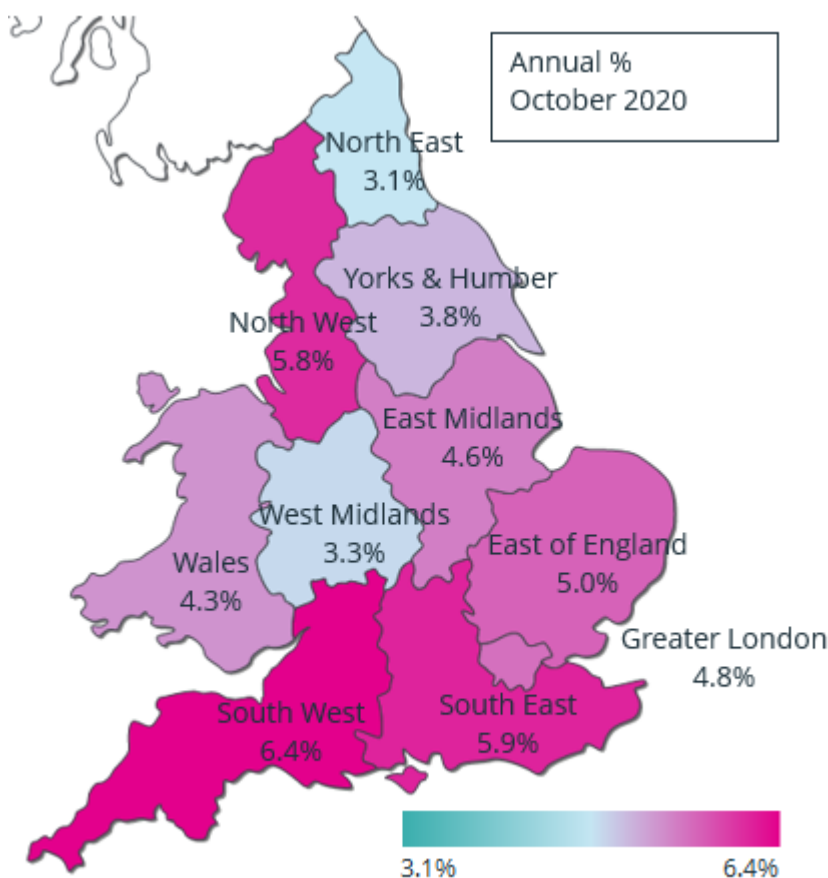 Annual %
October 2020
North East
3.1%
Yorks & Humber
3.8%
North West
5.8%
East Midlands
4.6%
West Midlands
3.3%
East of England
5.0%
Wales
4.3%
Greater London
4.8%
South West
6.4%
South East
5.9%
3.1%
6.4%